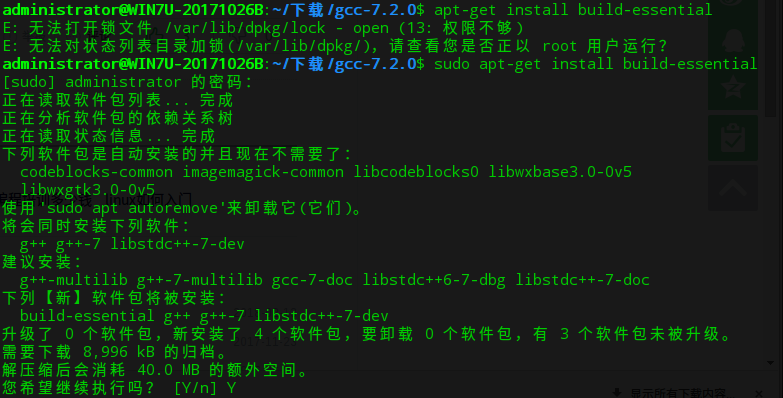 administrator@WIN7U-20171026B:~/下载/gcc-7.2.0$ apt-get install build-essential
E: 无法打开锁文件 /var/lib/dpkg/lock - open (13: 权限不够)
E: 无法对状态列表目录加锁(/var/lib/dpkg/)，请查看您是否正以 root 用户运行？
administrator@WIN7U-20171026B:~/下载/gcc-7.2.0$ sudo apt-get install build-essential
[sudo] administrator 的密码：
正在读取软件包列表... 完成
正在分析软件包的依赖关系树
正在读取状态信息... 完成
下列软件包是自动安装的并且现在不需要了：
codeblocks-common imagemagick-common libcodeblocks0 libwxbase3.0-0v5
libwxgtk3.0-0v5
使用'sudo apt autoremove'来卸载它(它们)。
将会同时安装下列软件：
g++ g++-7 libstdc++-7-dev
建议安装：
g++-multilib g++-7-multilib gcc-7-doc libstdc++6-7-dbg libstdc++-7-doc
下列【新】软件包将被安装：
build-essential g++ g++-7 libstdc++-7-dev
升级了 0 个软件包，新安装了 4 个软件包，要卸载 0 个软件包，有 3 个软件包未被升级。
需要下载 8,996 kB 的归档。
解压缩后会消耗 40.0 MB 的额外空间。
您希望继续执行吗？ [Y/n] Y
显示所有下载内容